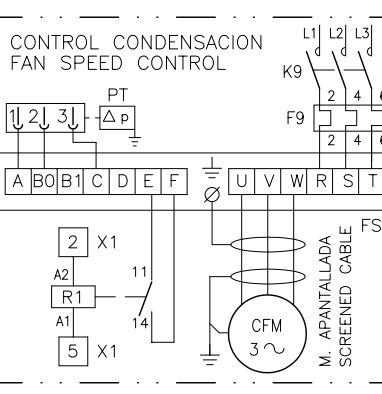 CONTROL CONDENSACION
FAN SPEED CONTROL
L1 L2 L3
K9
2 4 6
F9
2 4 6
PT
1 2 3
Δ p
A B0 B1 C D E F
U V W R S T
FS
2 X1
A2
R1
A1
5 X1
11
14
CFM
3 ~
M. APANTALLADA
SCREENED CABLE